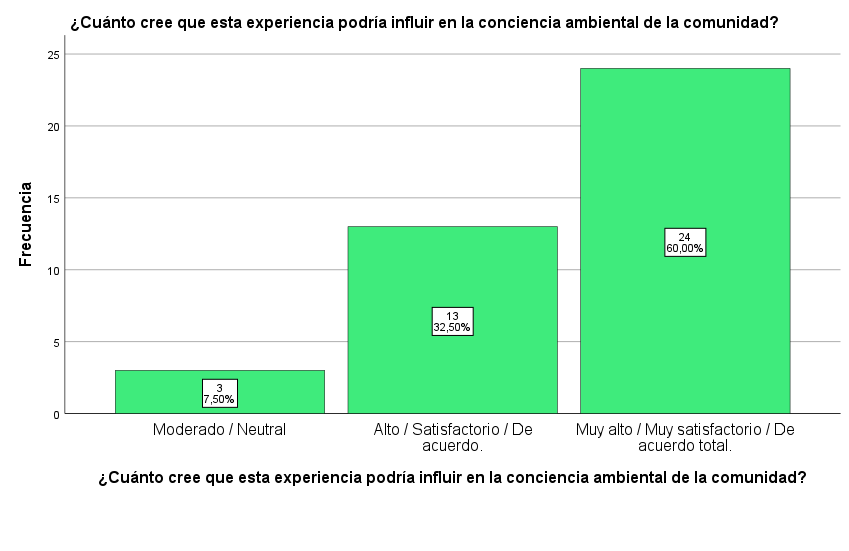 ¿Cuánto cree que esta experiencia podría influir en la conciencia ambiental de la comunidad?
Frecuencia
25
20
15
10
5
0
3
7,50%
13
32,50%
24
60,00%
Moderado / Neutral
Alto / Satisfactorio / De
acuerdo.
Muy alto / Muy satisfactorio / De
acuerdo total.
¿Cuánto cree que esta experiencia podría influir en la conciencia ambiental de la comunidad?